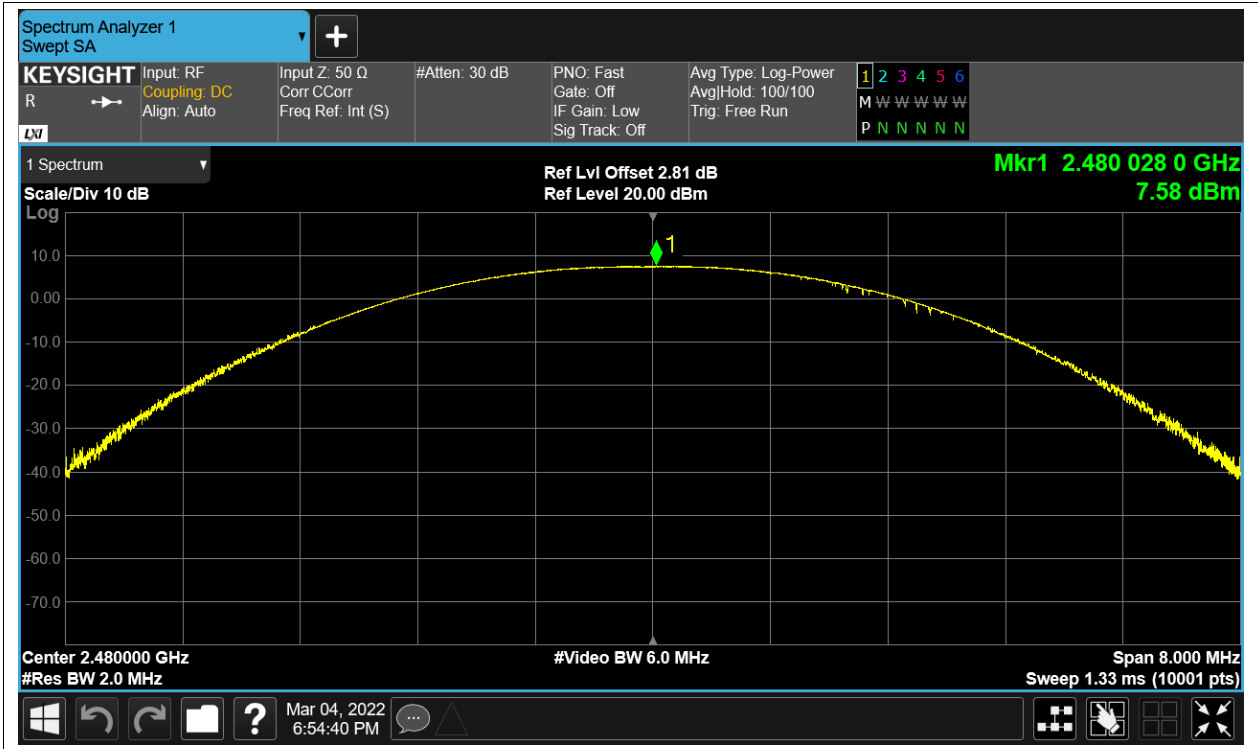 Spectrum Analyzer 1
Swept SA
KEYSIGHT
R
LXI
Input: RF
Coupling: DC
Align: Auto
Input Z: 50 Ω
Corr CCorr
Freq Ref: Int (S)
#Atten: 30 dB
PNO: Fast
Gate: Off
IF Gain: Low
Sig Track: Off
Avg Type: Log-Power
Avg|Hold: 100/100
Trig: Free Run
1 2 3 4 5 6
M W W W W W
P N N N N N
1 Spectrum
Scale/Div 10 dB
Log
Ref Lvl Offset 2.81 dB
Ref Level 20.00 dBm
Mkr1 2.480 028 0 GHz
7.58 dBm
1
10.0
0.00
-10.0
-20.0
-30.0
-40.0
-50.0
-60.0
-70.0
Center 2.480000 GHz
#Video BW 6.0 MHz
Span 8.000 MHz
#Res BW 2.0 MHz
Sweep 1.33 ms (10001 pts)
?
Mar 04, 2022
6:54:40 PM